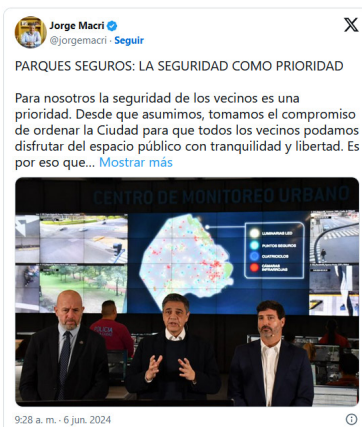 Jorge Macri
@jorgemacri · Seguir
X
PARQUES SEGUROS: LA SEGURIDAD COMO PRIORIDAD
Para nosotros la seguridad de los vecinos es una
prioridad. Desde que asumimos, tomamos el compromiso
de ordenar la Ciudad para que todos los vecinos podamos
disfrutar del espacio público con tranquilidad y libertad. Es
por eso que... Mostrar más
CENTRO DE MONITOREO URBANO
LUMINARIAS LED
PUNTOS SEGUROS
CUATRICICLOS
CÁMARAS
INFRARROJAS
POLICÍA
9:28 a. m. · 6 jun. 2024